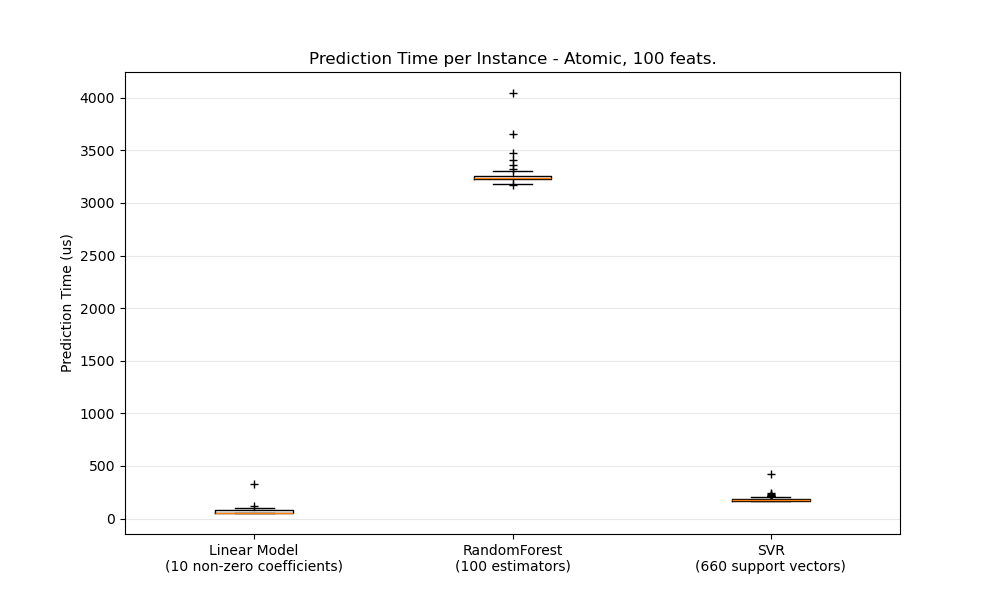 Prediction Time per Instance - Atomic, 100 feats.
Prediction Time (us)
4000
3500
3000
2500
2000
1500
1000
500
0
Linear Model
(10 non-zero coefficients)
RandomForest
(100 estimators)
SVR
(660 support vectors)